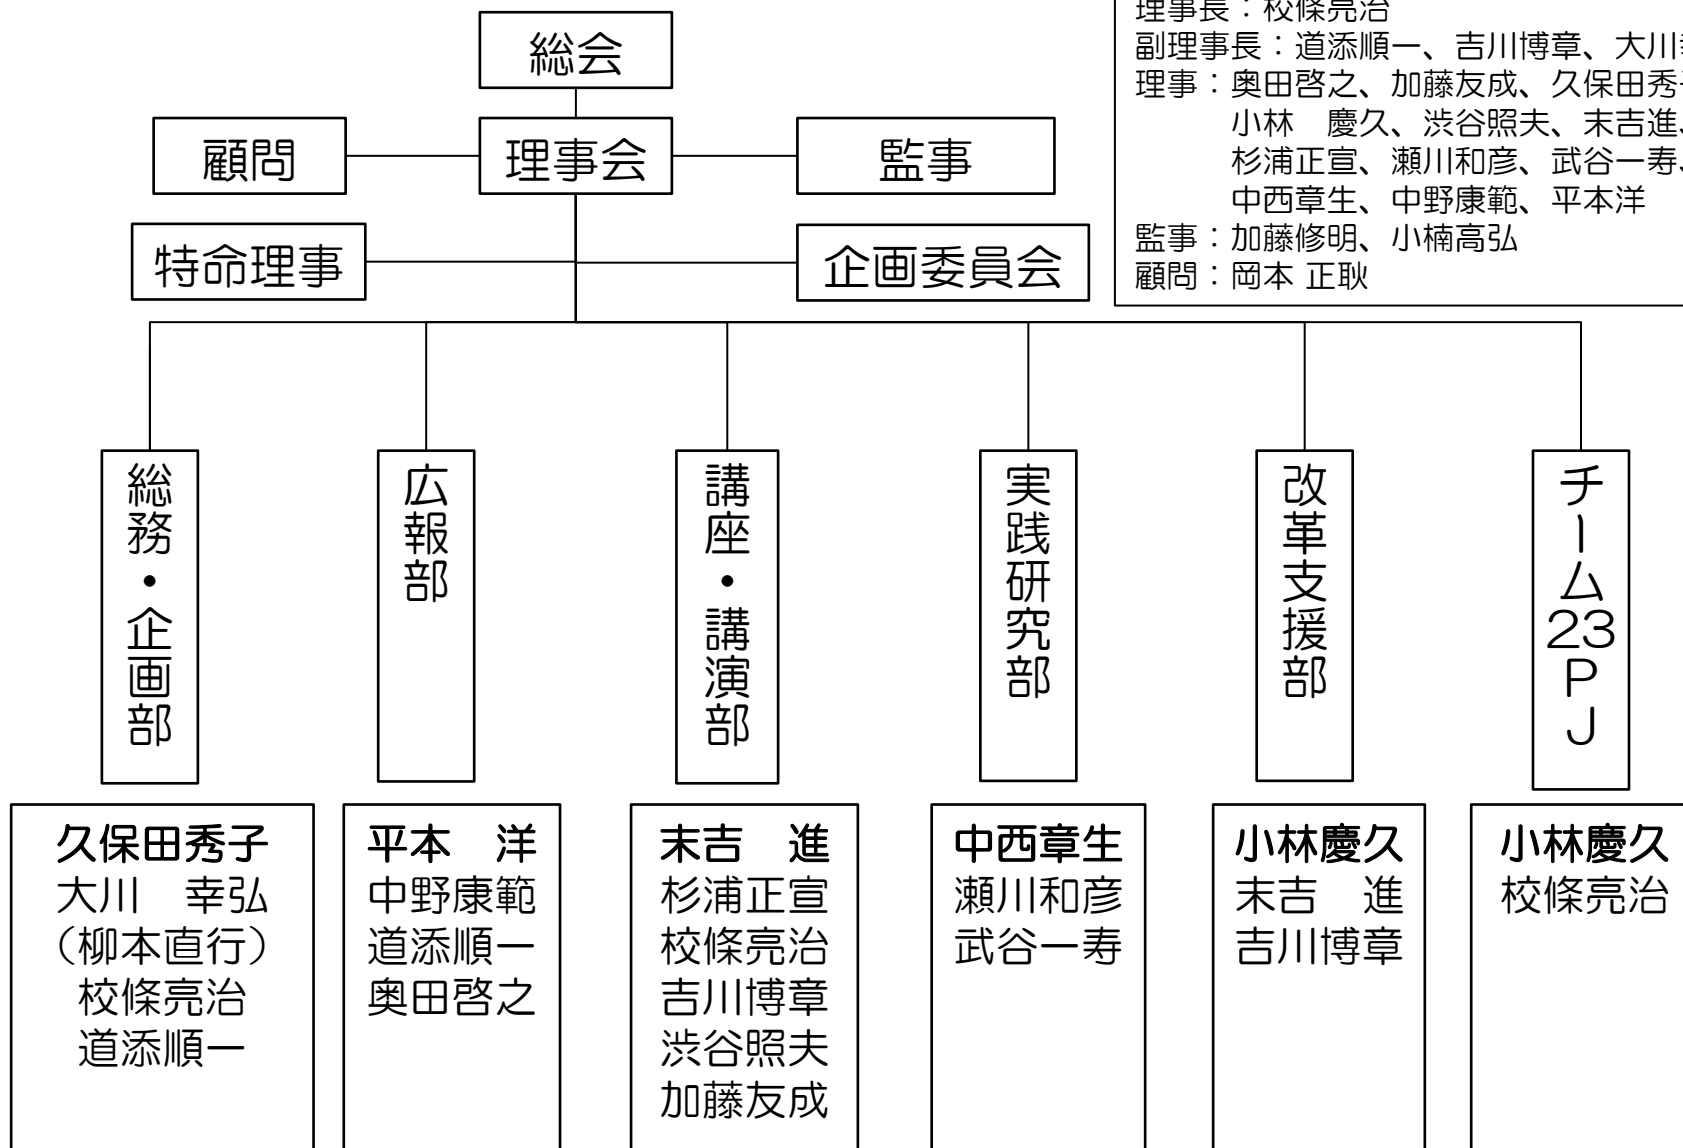 総会
顧問
理事会
監事
特命理事
企画委員会
理事長：校條亮治
副理事長：道添順一、吉川博章、大川
理事：奥田啓之、加藤友成、久保田秀
小林　慶久、渋谷照夫、末吉進、
杉浦正宣、瀬川和彦、武谷一寿、
中西章生、中野康範、平本洋
監事：加藤修明、小楠高弘
顧問：岡本 正耿
総務・企画部
広報部
講座・講演部
実践研究部
改革支援部
チーム23PJ
久保田秀子
大川　幸弘
（柳本直行）
校條亮治
道添順一
平本　洋
中野康範
道添順一
奥田啓之
末吉　進
杉浦正宣
校條亮治
吉川博章
渋谷照夫
加藤友成
中西章生
瀬川和彦
武谷一寿
小林慶久
末吉　進
吉川博章
小林慶久
校條亮治